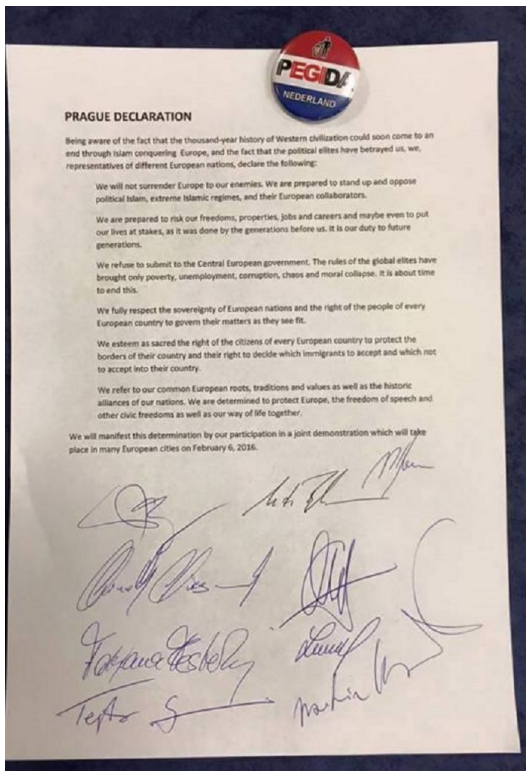 PEGIDA
NEDERLAND
PRAGUE DECLARATION
Being aware of the fact that the thousand-year history of Western civilization could soon come to an
end through Islam conquering Europe, and the fact that the political elites have betrayed us, we,
representatives of different European nations, declare the following:
We will not surrender Europe to our enemies. We are prepared to stand up and oppose
political Islam, extreme Islamic regimes, and their European collaborators.
We are prepared to risk our freedoms, properties, jobs and careers and maybe even to put
our lives at stakes, as it was done by the generations before us. It is our duty to future
generations.
We refuse to submit to the Central European government. The rules of the global elites have
brought only poverty, unemployment, corruption, chaos and moral collapse. It is about time
to end this.
We fully respect the sovereignty of European nations and the right of the people of every
European country to govern their matters as they see fit.
We esteem as sacred the right of the citizens of every European country to protect the
borders of their country and their right to decide which immigrants to accept and which not
to accept into their country.
We refer to our common European roots, traditions and values as well as the historic
alliances of our nations. We are determined to protect Europe, the freedom of speech and
other civic freedoms as well as our way of life together.
We will manifest this determination by our participation in a joint demonstration which will take
place in many European cities on February 6, 2016.